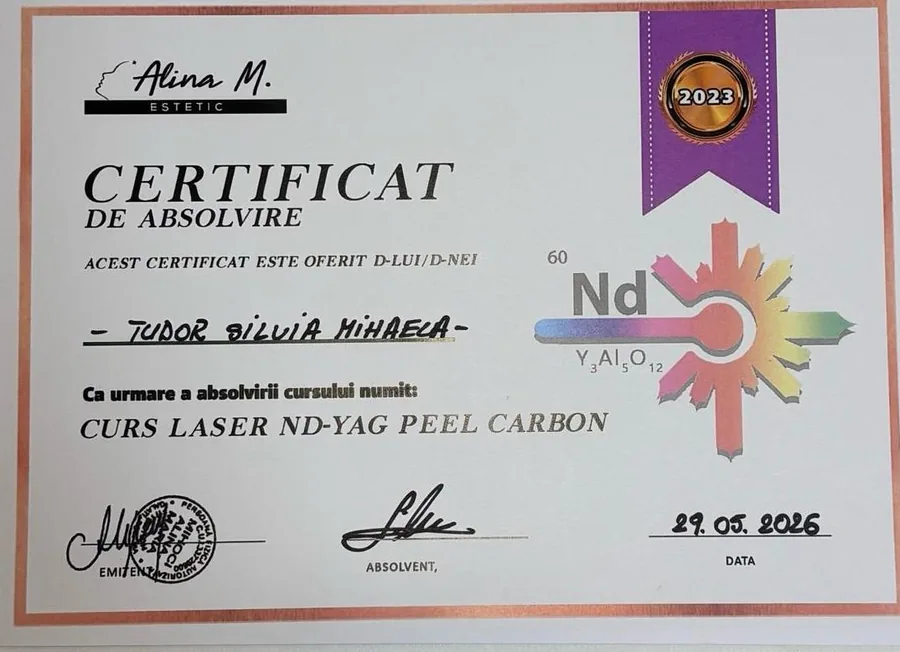 Alina M.
ESTETIC
2023
CERTIFICAT
DE ABSOLVIRE
ACEST CERTIFICAT ESTE OFERIT D-LUI/D-NEI
- TUDOR SILVIA MIHAELA -
60
Nd
Y3Al5O12
Ca urmare a absolvirii cursului numit:
CURS LASER ND-YAG PEEL CARBON
29.05.2026
EMITENT,
ABSOLVENT,
DATA